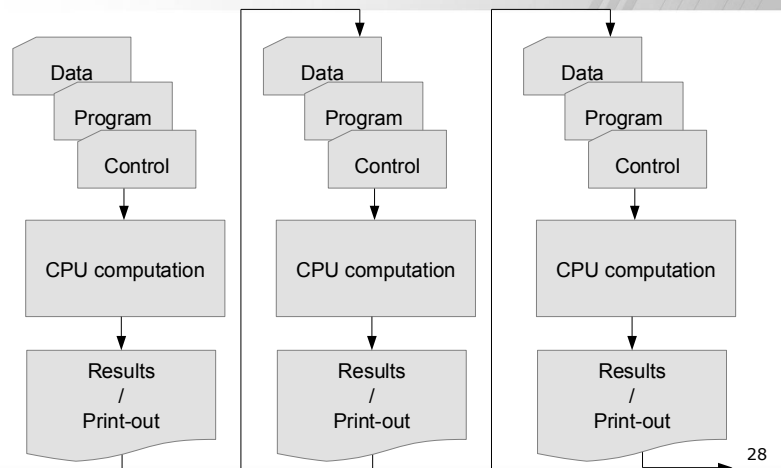 Data
Program
Control
CPU computation
Results
/
Print-out
Data
Program
Control
CPU computation
Results
/
Print-out
Data
Program
Control
CPU computation
Results
/
Print-out
28